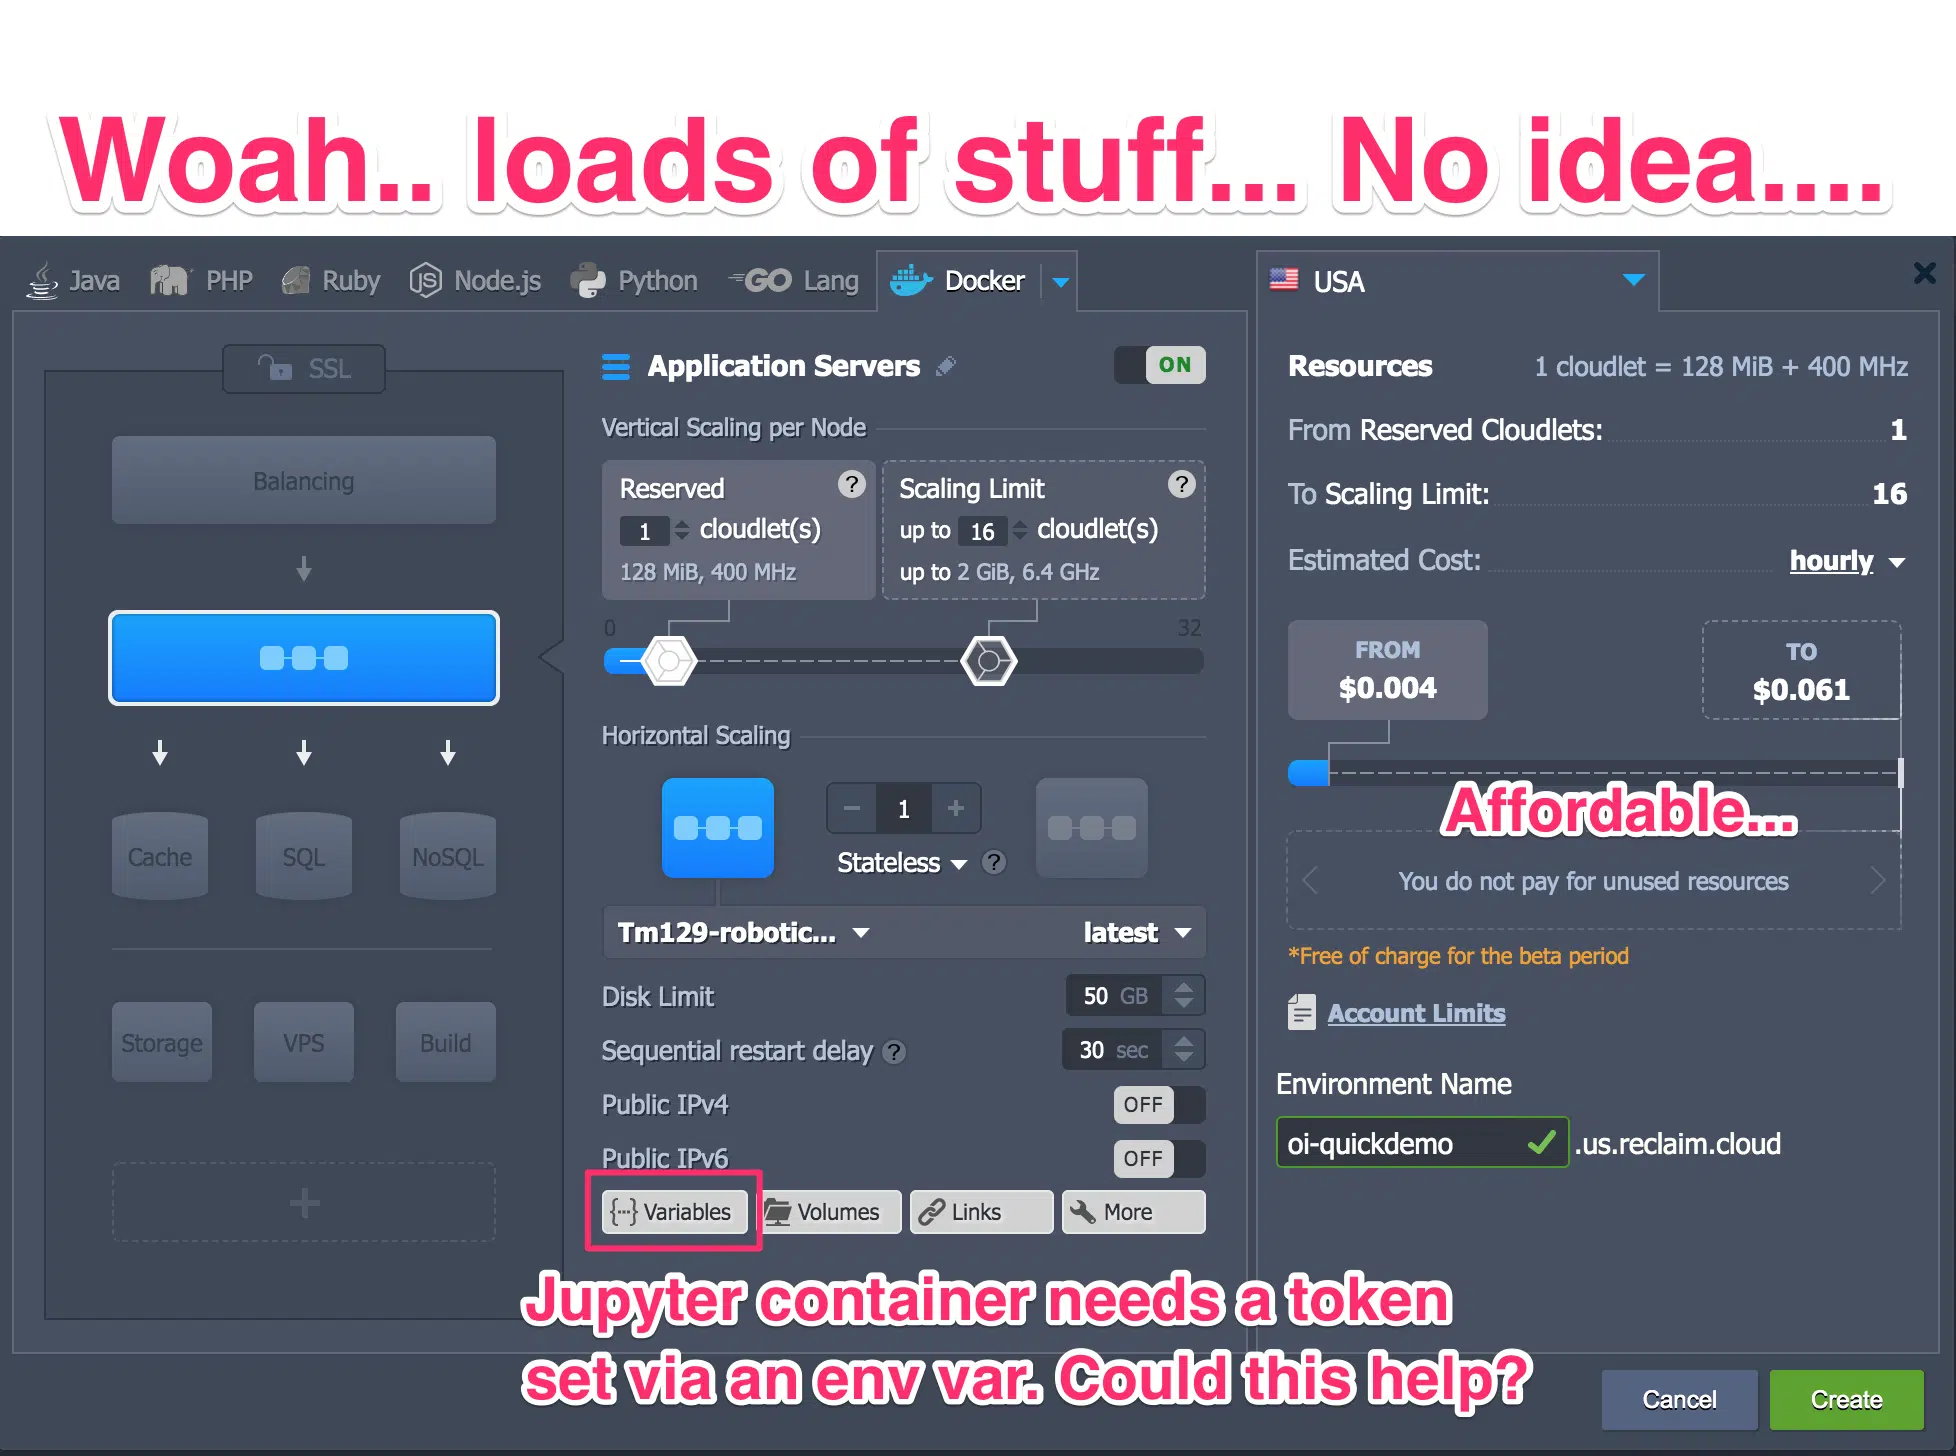 Woah.. loads of stuff... No idea....
Java PHP Ruby Node.js Python GO Lang Docker
USA
SSL
Balancing
Cache SQL NoSQL
Storage VPS Build
Application Servers ON
Vertical Scaling per Node
Reserved ?
1 cloudlet(s)
128 MiB, 400 MHz
Scaling Limit ?
up to 16 cloudlet(s)
up to 2 GiB, 6.4 GHz
0 32
Horizontal Scaling
− 1 +
Stateless ?
Tm129-robotic... latest
Disk Limit 50 GB
Sequential restart delay ? 30 sec
Public IPv4 OFF
Public IPv6 OFF
Variables Volumes Links More
Resources 1 cloudlet = 128 MiB + 400 MHz
From Reserved Cloudlets: 1
To Scaling Limit: 16
Estimated Cost: hourly
FROM
$0.004
TO
$0.061
Affordable...
You do not pay for unused resources
*Free of charge for the beta period
Account Limits
Environment Name
oi-quickdemo .us.reclaim.cloud
Jupyter container needs a token
set via an env var. Could this help?
Cancel Create